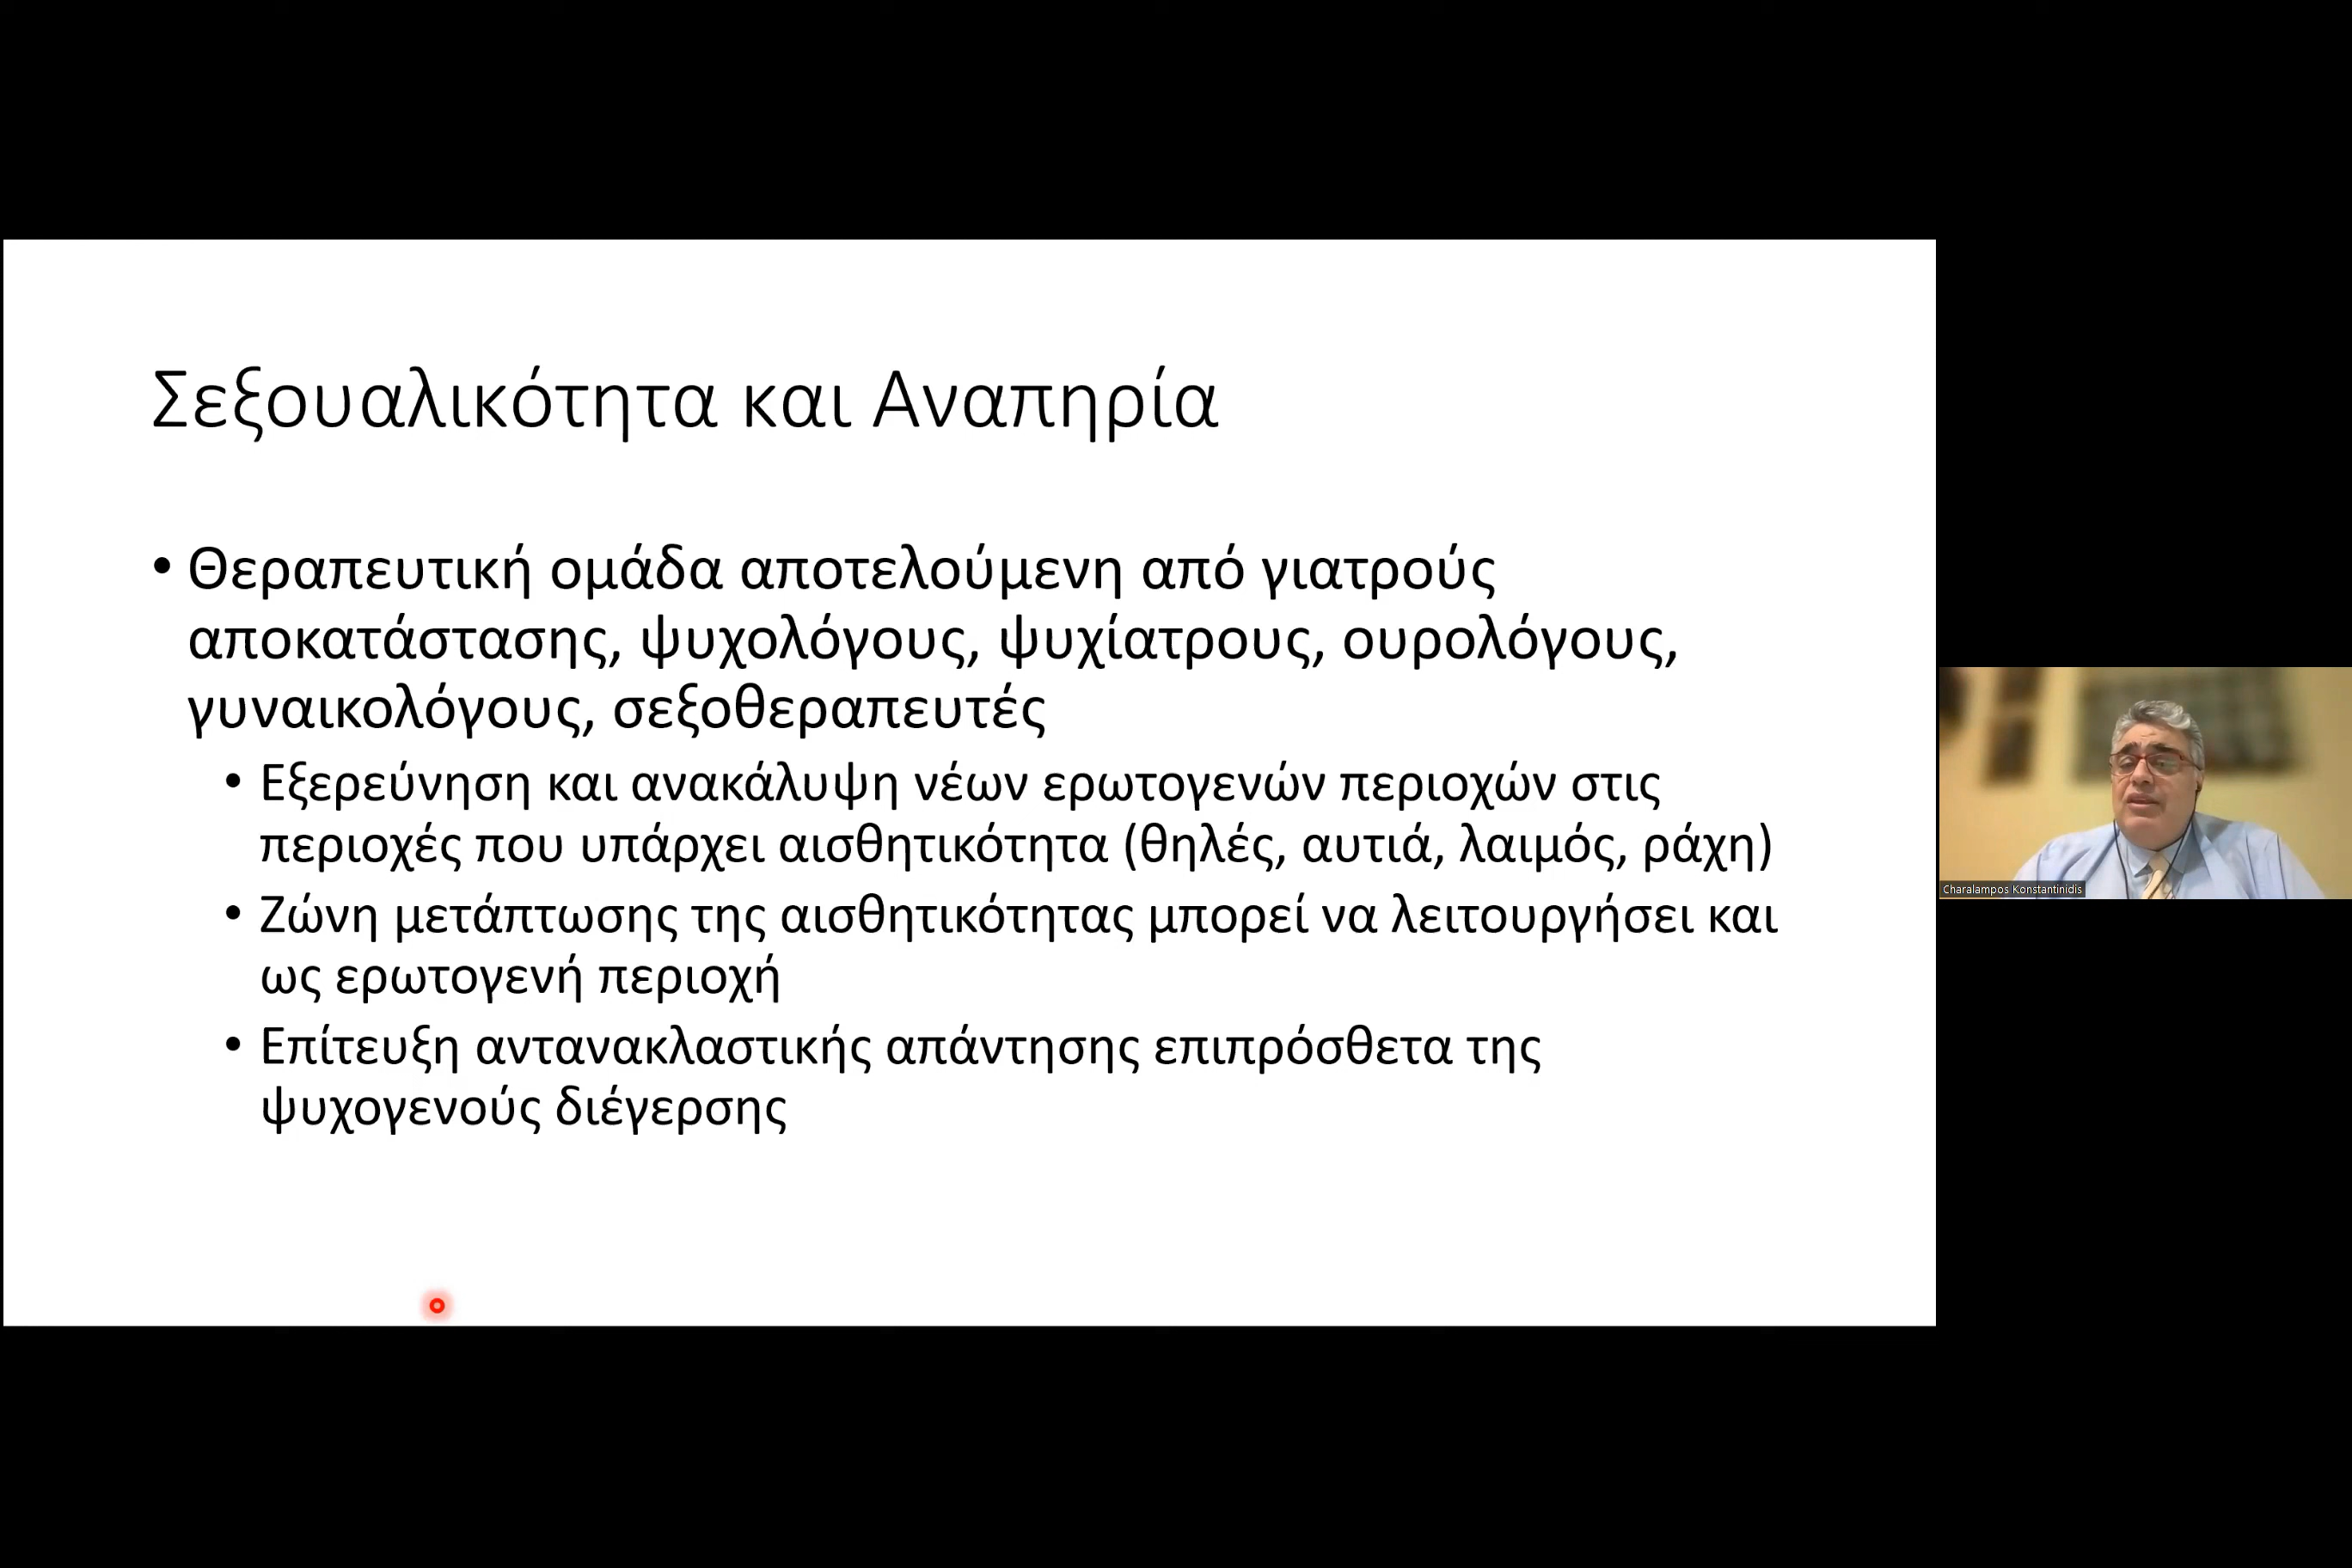 Σεξουαλικότητα και Αναπηρία
• Θεραπευτική ομάδα αποτελούμενη από γιατρούς
αποκατάστασης, ψυχολόγους, ψυχίατρους, ουρολόγους,
γυναικολόγους, σεξοθεραπευτές
• Εξερεύνηση και ανακάλυψη νέων ερωτογενών περιοχών στις
περιοχές που υπάρχει αισθητικότητα (θηλές, αυτιά, λαιμός, ράχη)
• Ζώνη μετάπτωσης της αισθητικότητας μπορεί να λειτουργήσει και
ως ερωτογενή περιοχή
• Επίτευξη αντανακλαστικής απάντησης επιπρόσθετα της
ψυχογενούς διέγερσης
Charalampos Konstantinidis